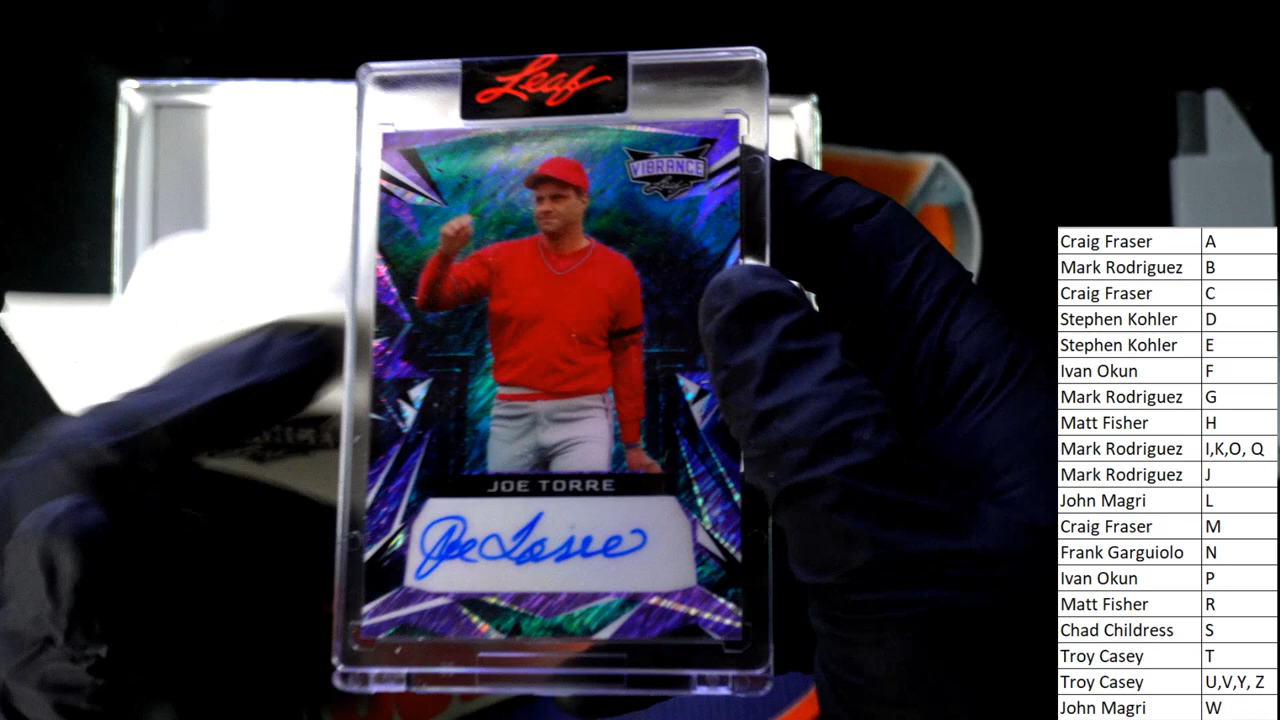 Leaf
VIBRANCE
Leaf
JOE TORRE
Joe Torre
Craig Fraser A
Mark Rodriguez B
Craig Fraser C
Stephen Kohler D
Stephen Kohler E
Ivan Okun F
Mark Rodriguez G
Matt Fisher H
Mark Rodriguez I,K,O, Q
Mark Rodriguez J
John Magri L
Craig Fraser M
Frank Garguiolo N
Ivan Okun P
Matt Fisher R
Chad Childress S
Troy Casey T
Troy Casey U,V,Y, Z
John Magri W